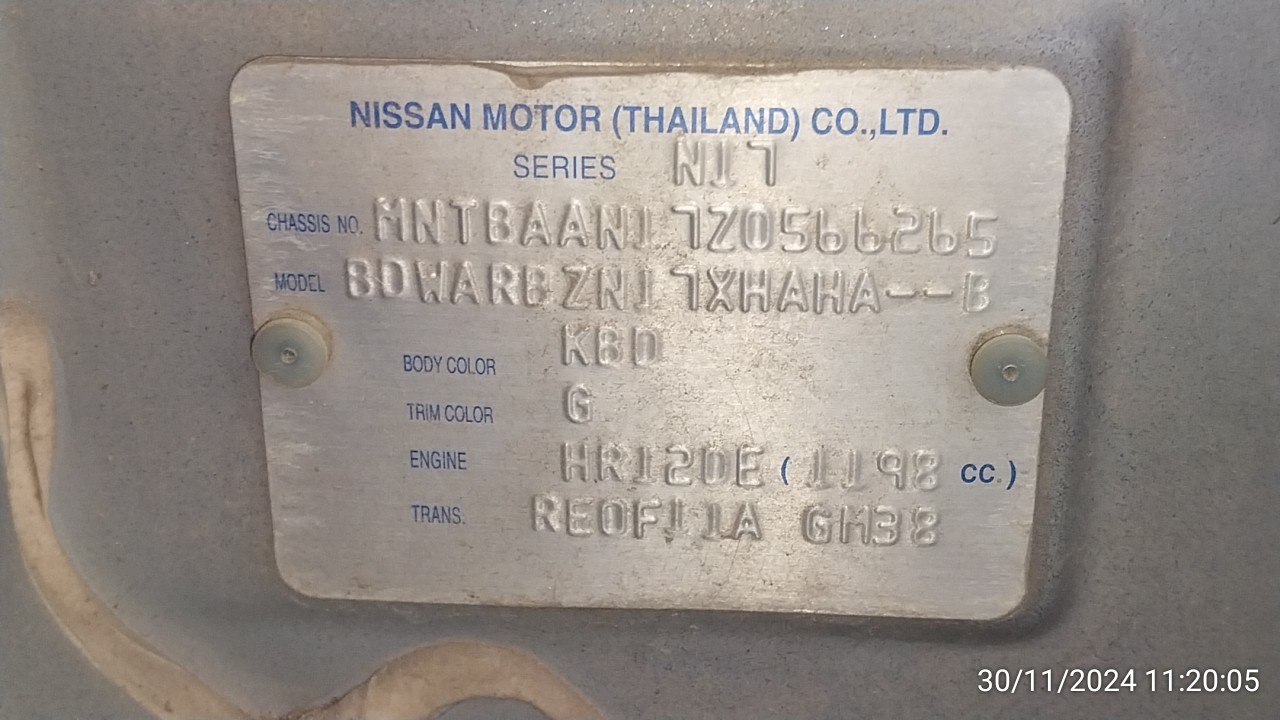 NISSAN MOTOR (THAILAND) CO.,LTD.
SERIES N17
CHASSIS NO. MNTBAAN17Z0566265
MODEL BDWARBZN17XHAHA--B
BODY COLOR KBD
TRIM COLOR G
ENGINE HR12DE (1198 CC.)
TRANS. RE0F11A GM38
30/11/2024 11:20:05